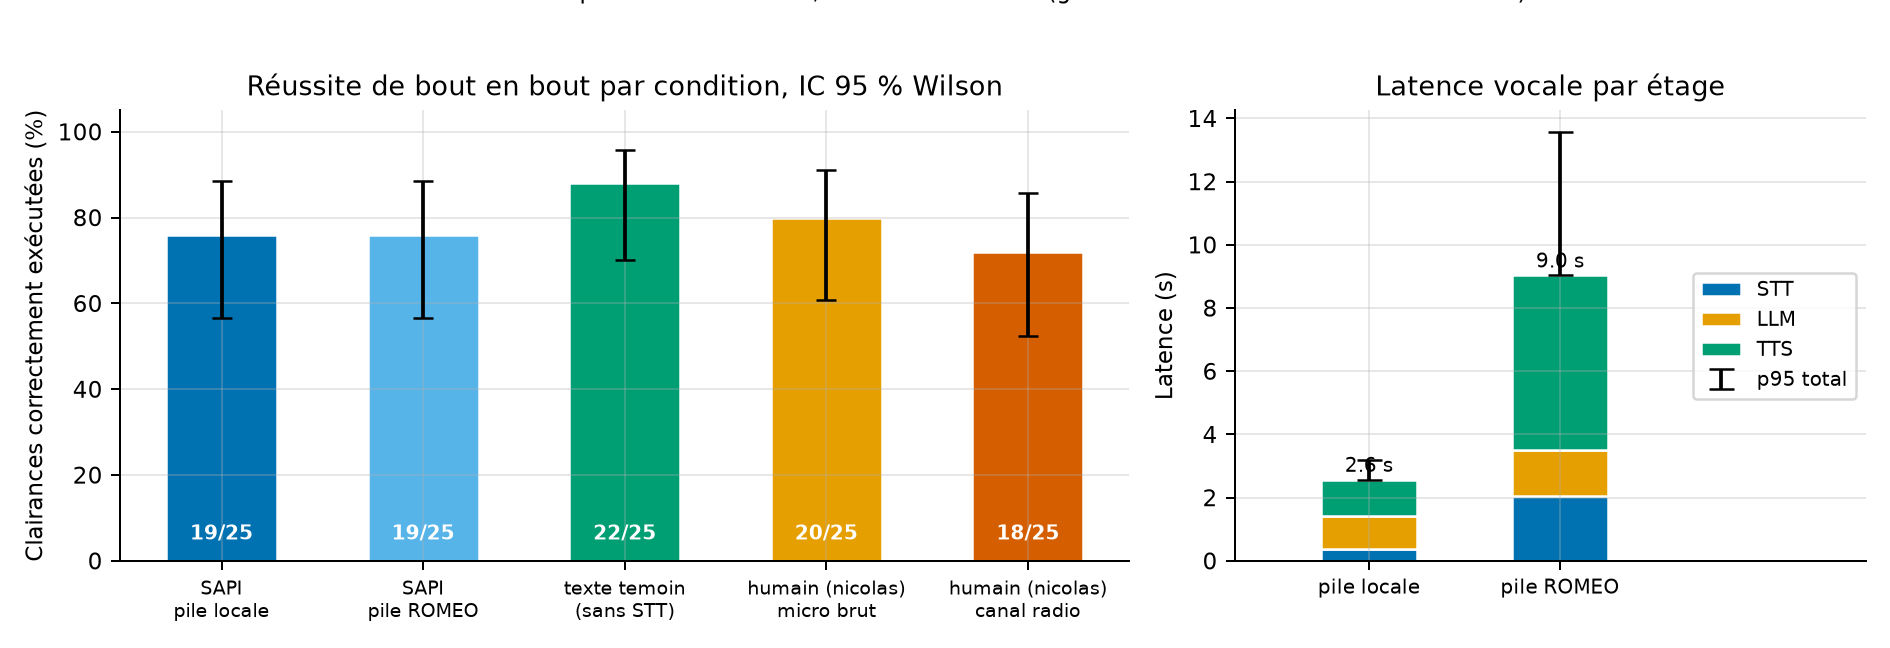 Réussite de bout en bout par condition, IC 95 % Wilson
Clairances correctement exécutées (%)
100
80
60
40
20
0
19/25
19/25
22/25
20/25
18/25
SAPI
pile locale
SAPI
pile ROMEO
texte temoin
(sans STT)
humain (nicolas)
micro brut
humain (nicolas)
canal radio
Latence vocale par étage
Latence (s)
14
12
10
8
6
4
2
0
2.6 s
9.0 s
STT
LLM
TTS
p95 total
pile locale
pile ROMEO